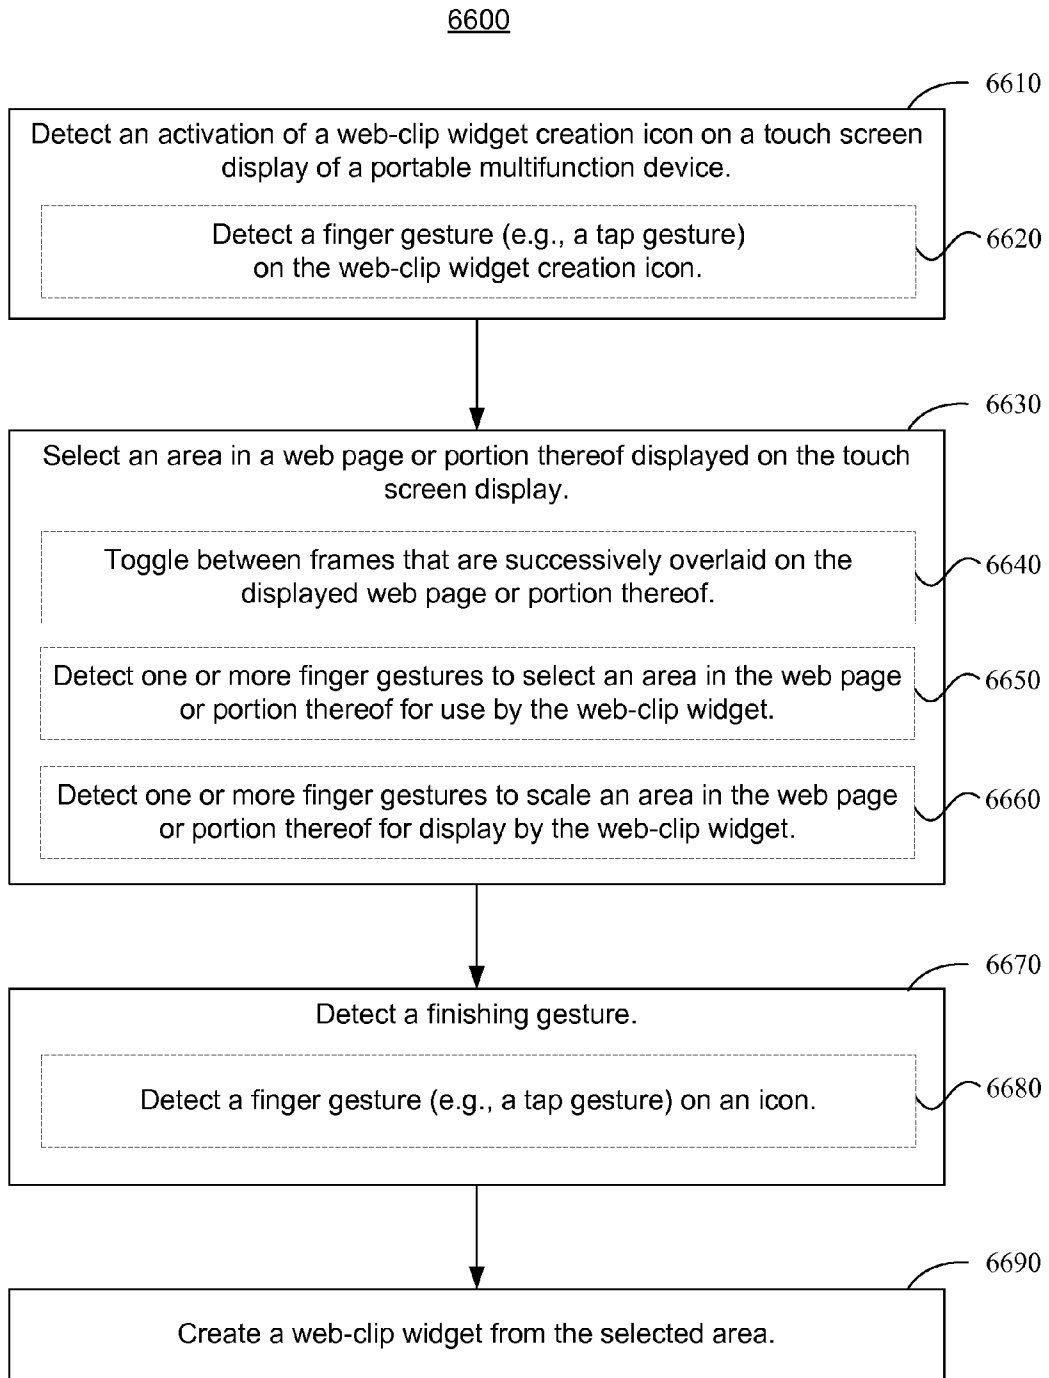 6600
6610
Detect an activation of a web-clip widget creation icon on a touch screen
display of a portable multifunction device.
Detect a finger gesture (e.g., a tap gesture)
on the web-clip widget creation icon.
6620
6630
Select an area in a web page or portion thereof displayed on the touch
screen display.
Toggle between frames that are successively overlaid on the
displayed web page or portion thereof.
6640
Detect one or more finger gestures to select an area in the web page
or portion thereof for use by the web-clip widget.
6650
Detect one or more finger gestures to scale an area in the web page
or portion thereof for display by the web-clip widget.
6660
6670
Detect a finishing gesture.
Detect a finger gesture (e.g., a tap gesture) on an icon.
6680
6690
Create a web-clip widget from the selected area.